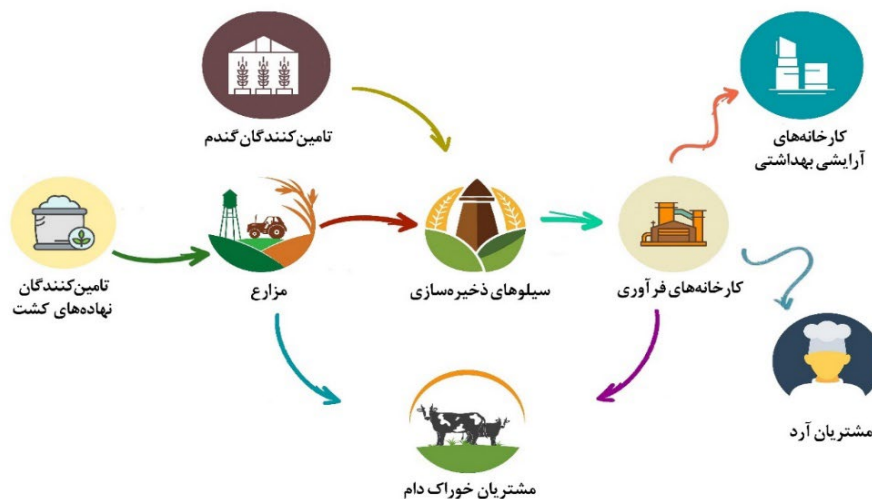 تامین‌کنندگان گندم
کارخانه‌های
آرایشی بهداشتی
تامین‌کنندگان
نهاده‌های کشت
مزارع
سیلوهای ذخیره‌سازی
کارخانه‌های فرآوری
مشتریان آرد
مشتریان خوراک دام